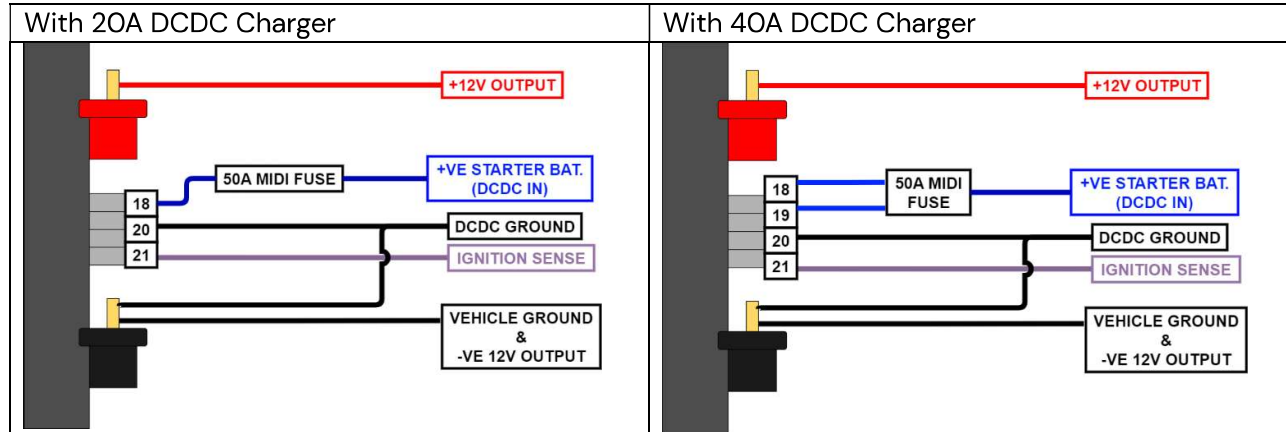 With 20A DCDC Charger
+12V OUTPUT
50A MIDI FUSE
+VE STARTER BAT.
(DCDC IN)
18
20
21
DCDC GROUND
IGNITION SENSE
VEHICLE GROUND
&
-VE 12V OUTPUT
With 40A DCDC Charger
+12V OUTPUT
18
19
20
21
50A MIDI
FUSE
+VE STARTER BAT.
(DCDC IN)
DCDC GROUND
IGNITION SENSE
VEHICLE GROUND
&
-VE 12V OUTPUT